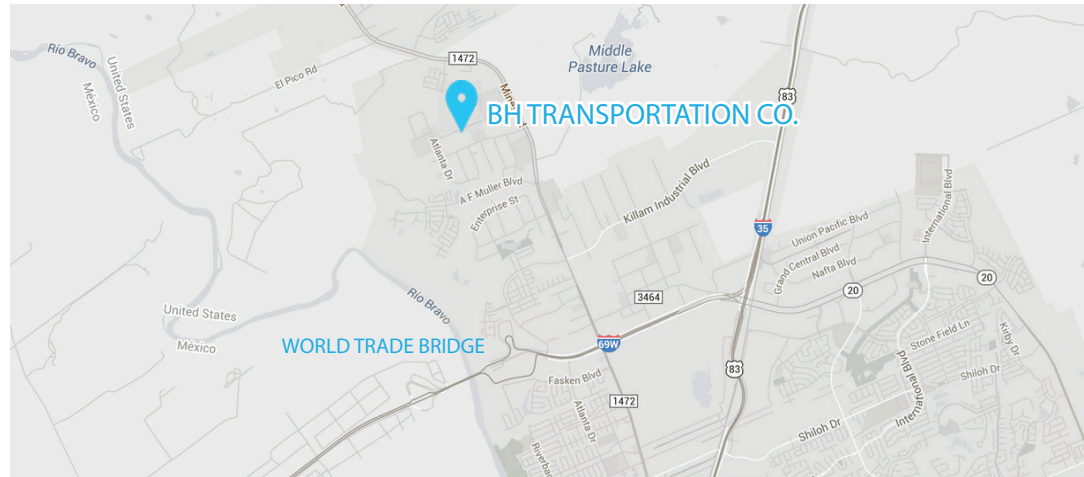 Río Bravo
United States
México
El Pico Rd
1472
Mines
Middle
Pasture Lake
83
BH TRANSPORTATION CO.
Atlanta Dr
A F Muller Blvd
Enterprise St
Killam Industrial Blvd
35
Union Pacific Blvd
International Blvd
Grand Central Blvd
Nafta Blvd
20
20
Río Bravo
3464
United States
México
WORLD TRADE BRIDGE
69W
Stone Field Ln
Kirby Dr
Fasken Blvd
83
Shiloh Dr
1472
Atlanta Dr
International Blvd
Shiloh Dr